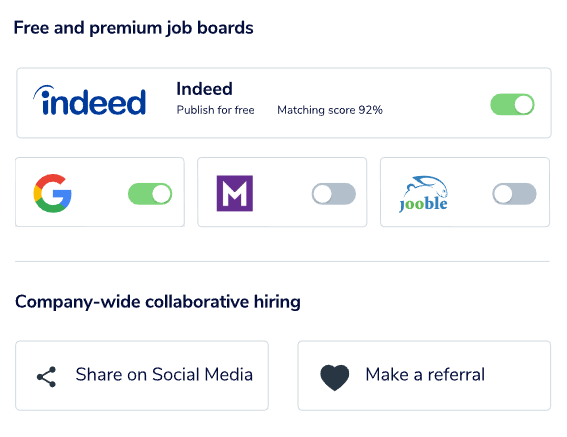 Free and premium job boards
indeed
Indeed
Publish for free Matching score 92%
G
M
jooble
Company-wide collaborative hiring
Share on Social Media
Make a referral